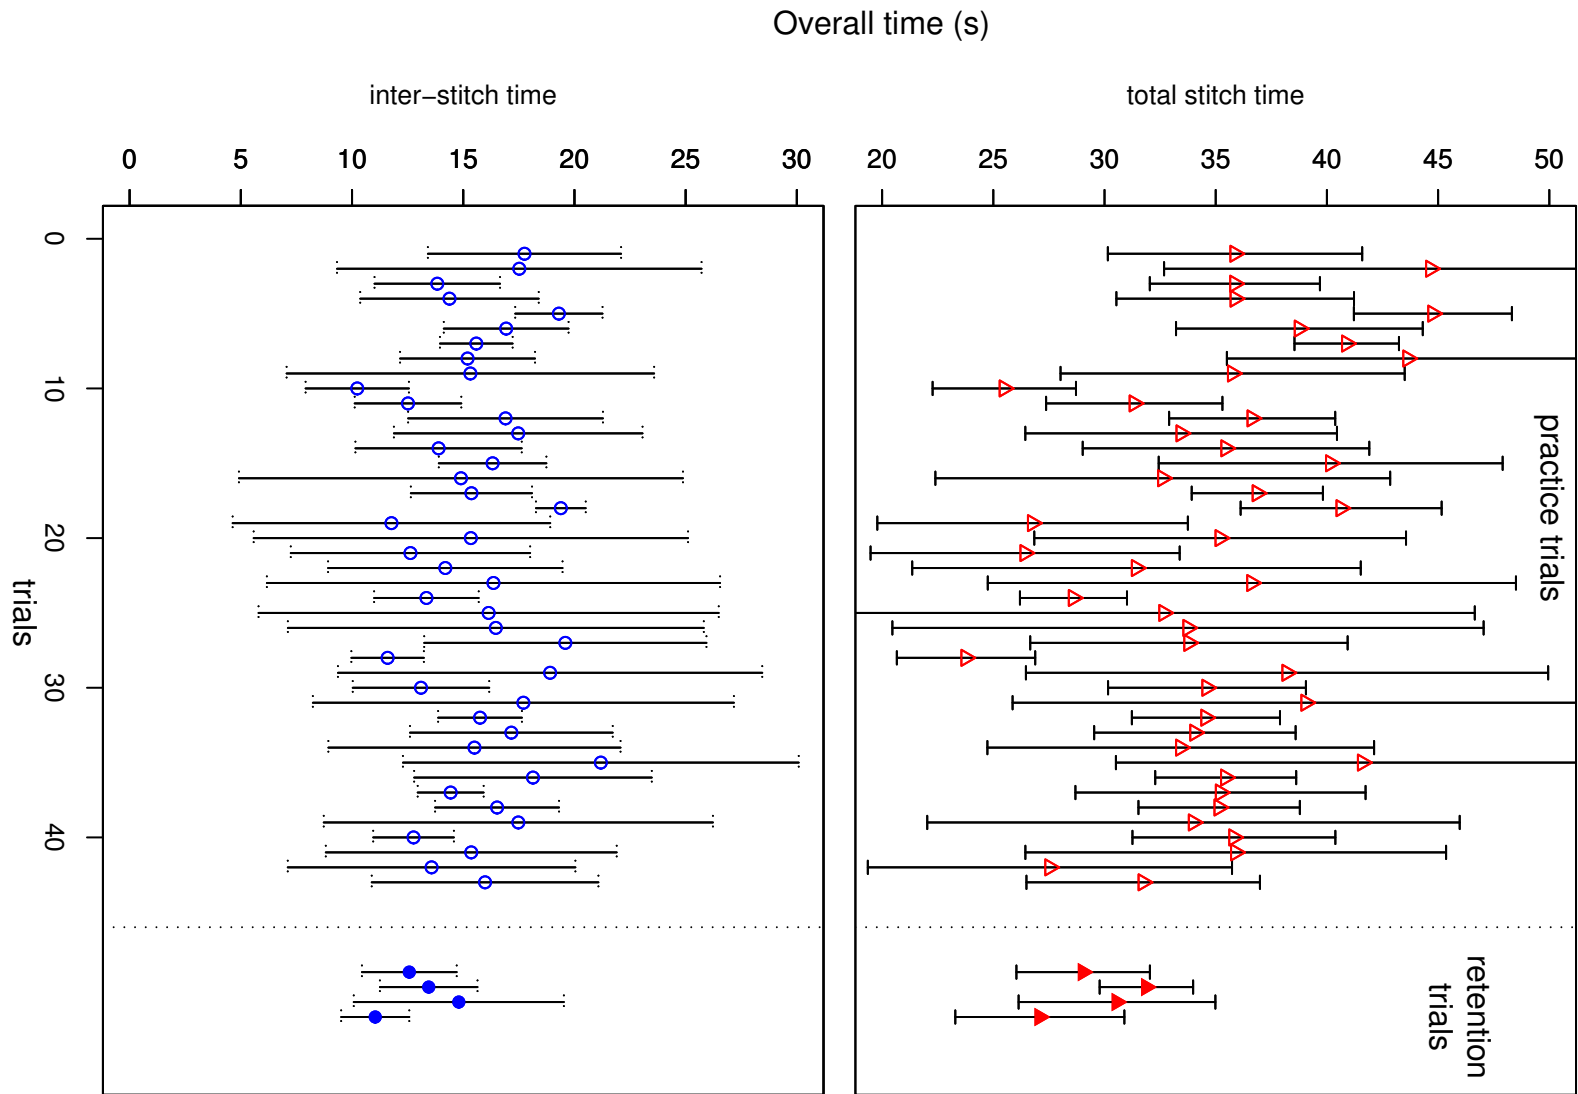 Overall time (s)
inter−stitch time
total stitch time
0 5 10 15 20 25 30
20 25 30 35 40 45 50
0
10
20
30
40
trials
practice trials
retention
trials